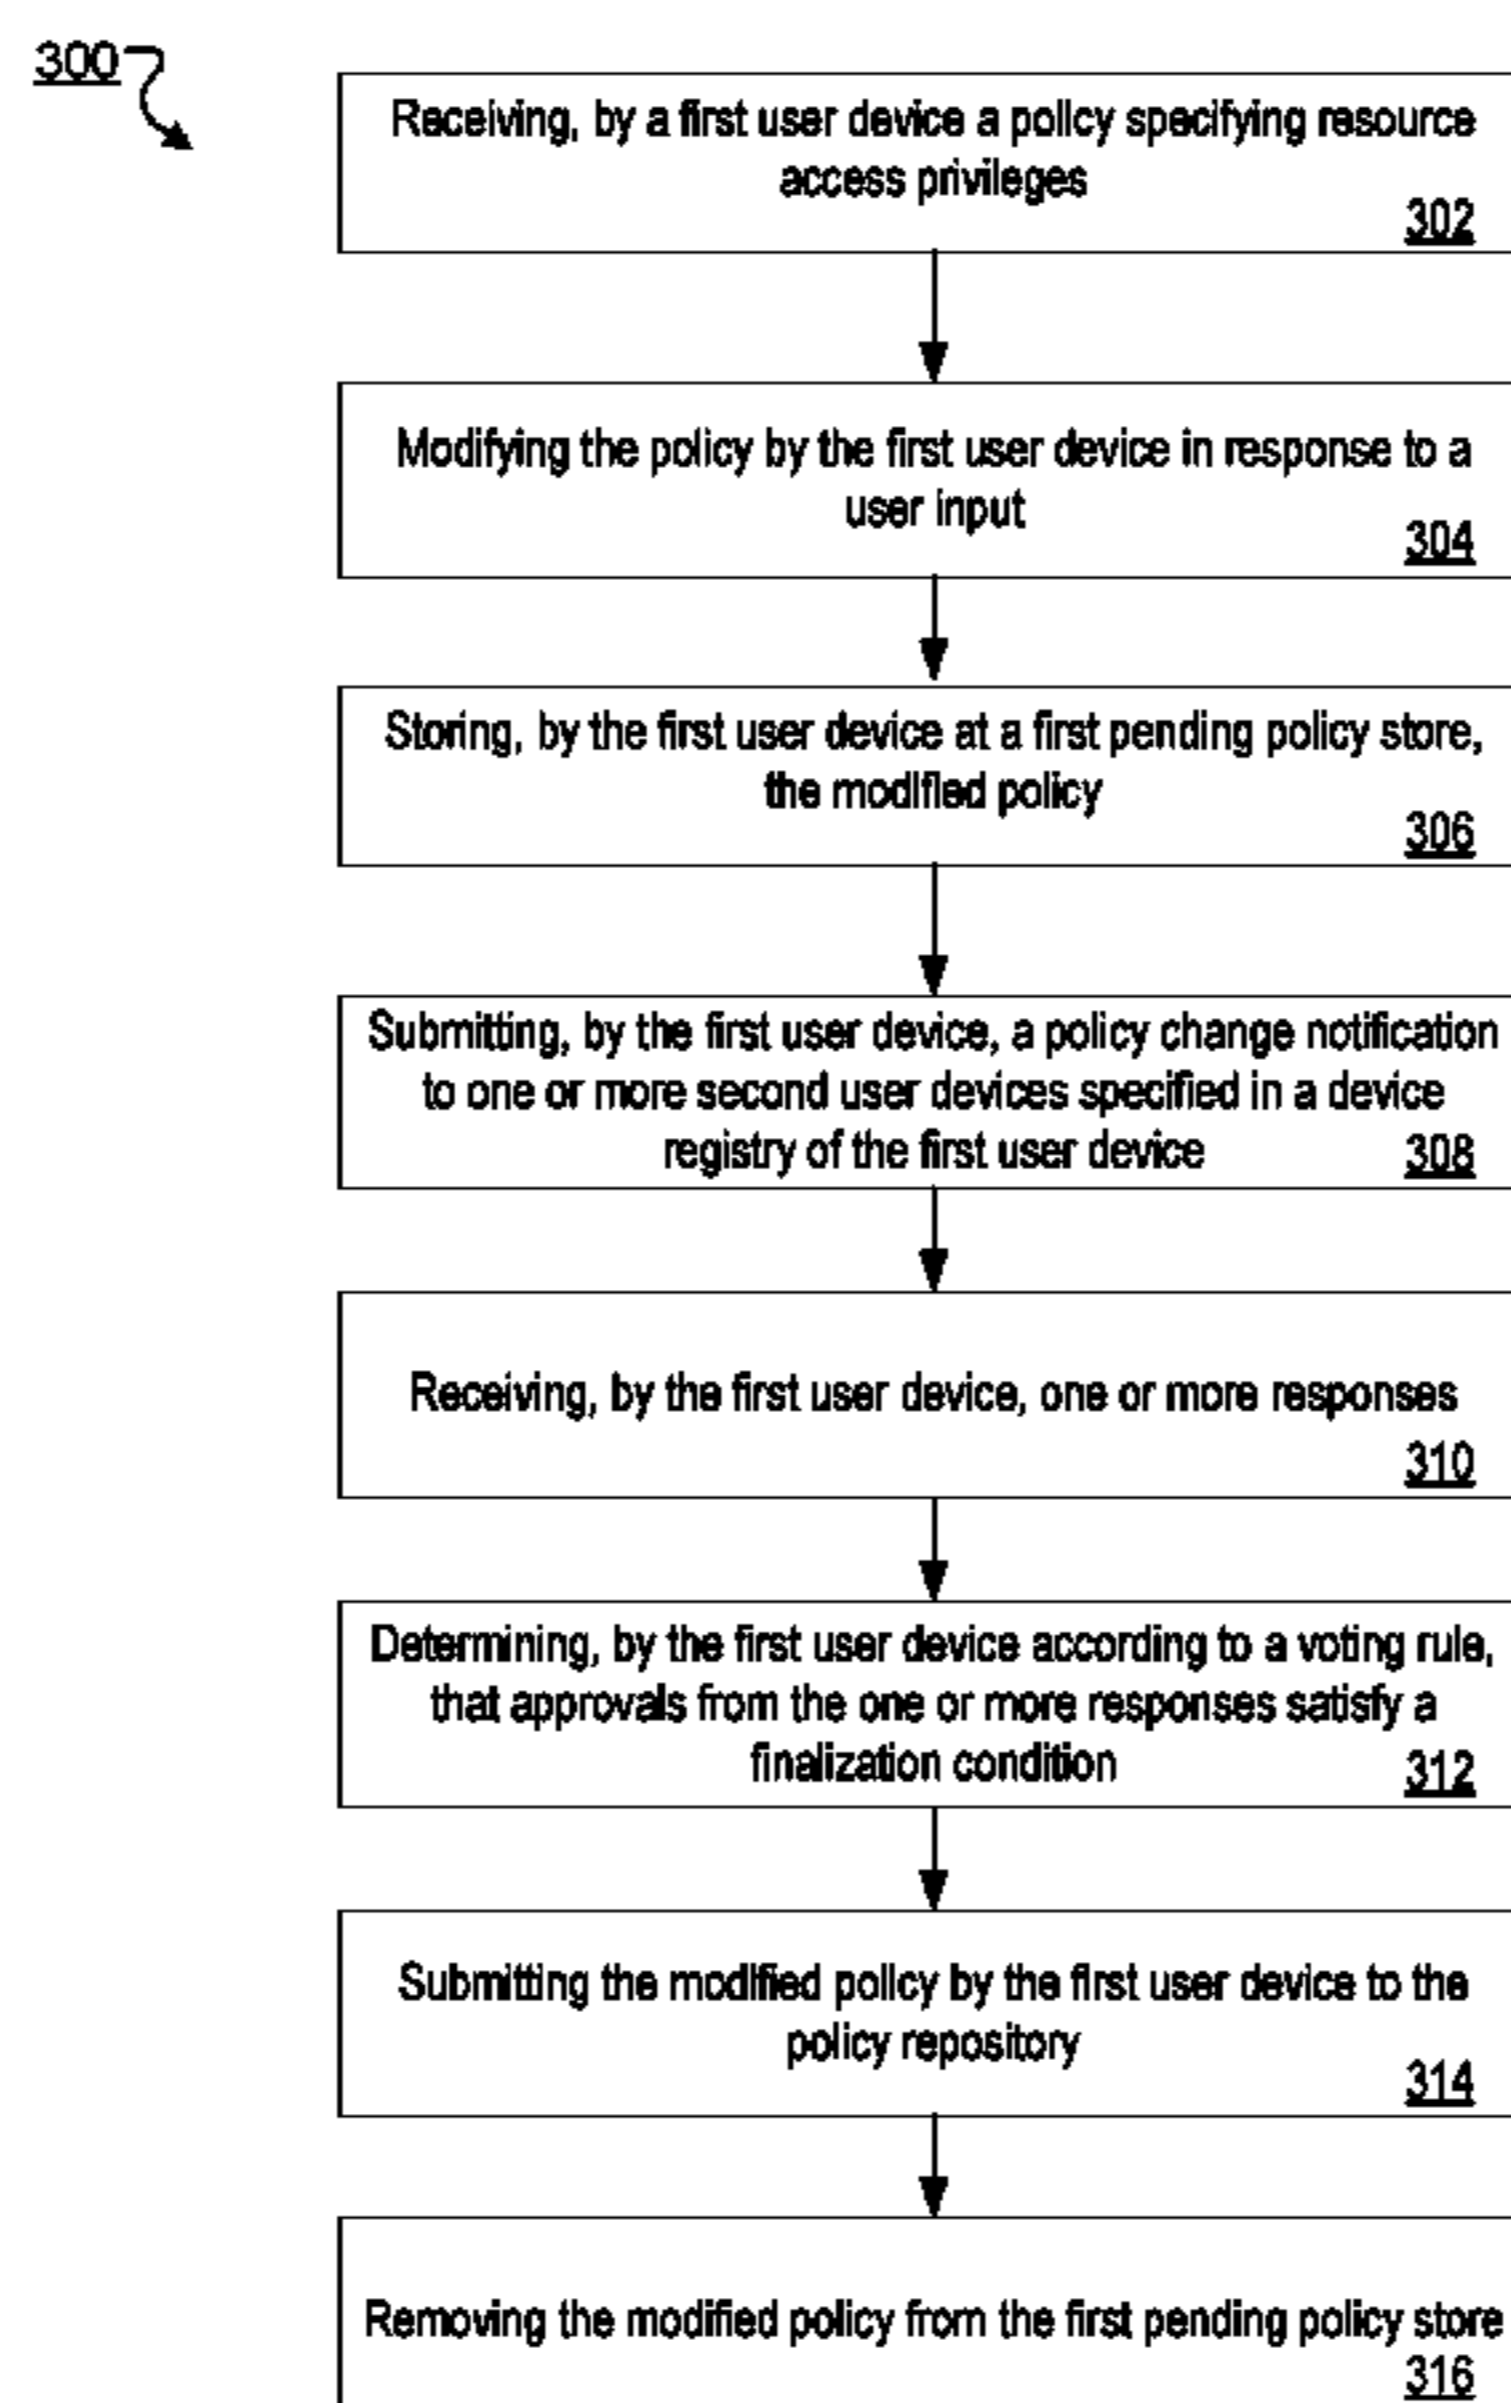 300
Receiving, by a first user device a policy specifying resource
access privileges
302
Modifying the policy by the first user device in response to a
user input
304
Storing, by the first user device at a first pending policy store,
the modified policy
306
Submitting, by the first user device, a policy change notification
to one or more second user devices specified in a device
registry of the first user device
308
Receiving, by the first user device, one or more responses
310
Determining, by the first user device according to a voting rule,
that approvals from the one or more responses satisfy a
finalization condition
312
Submitting the modified policy by the first user device to the
policy repository
314
Removing the modified policy from the first pending policy store
316